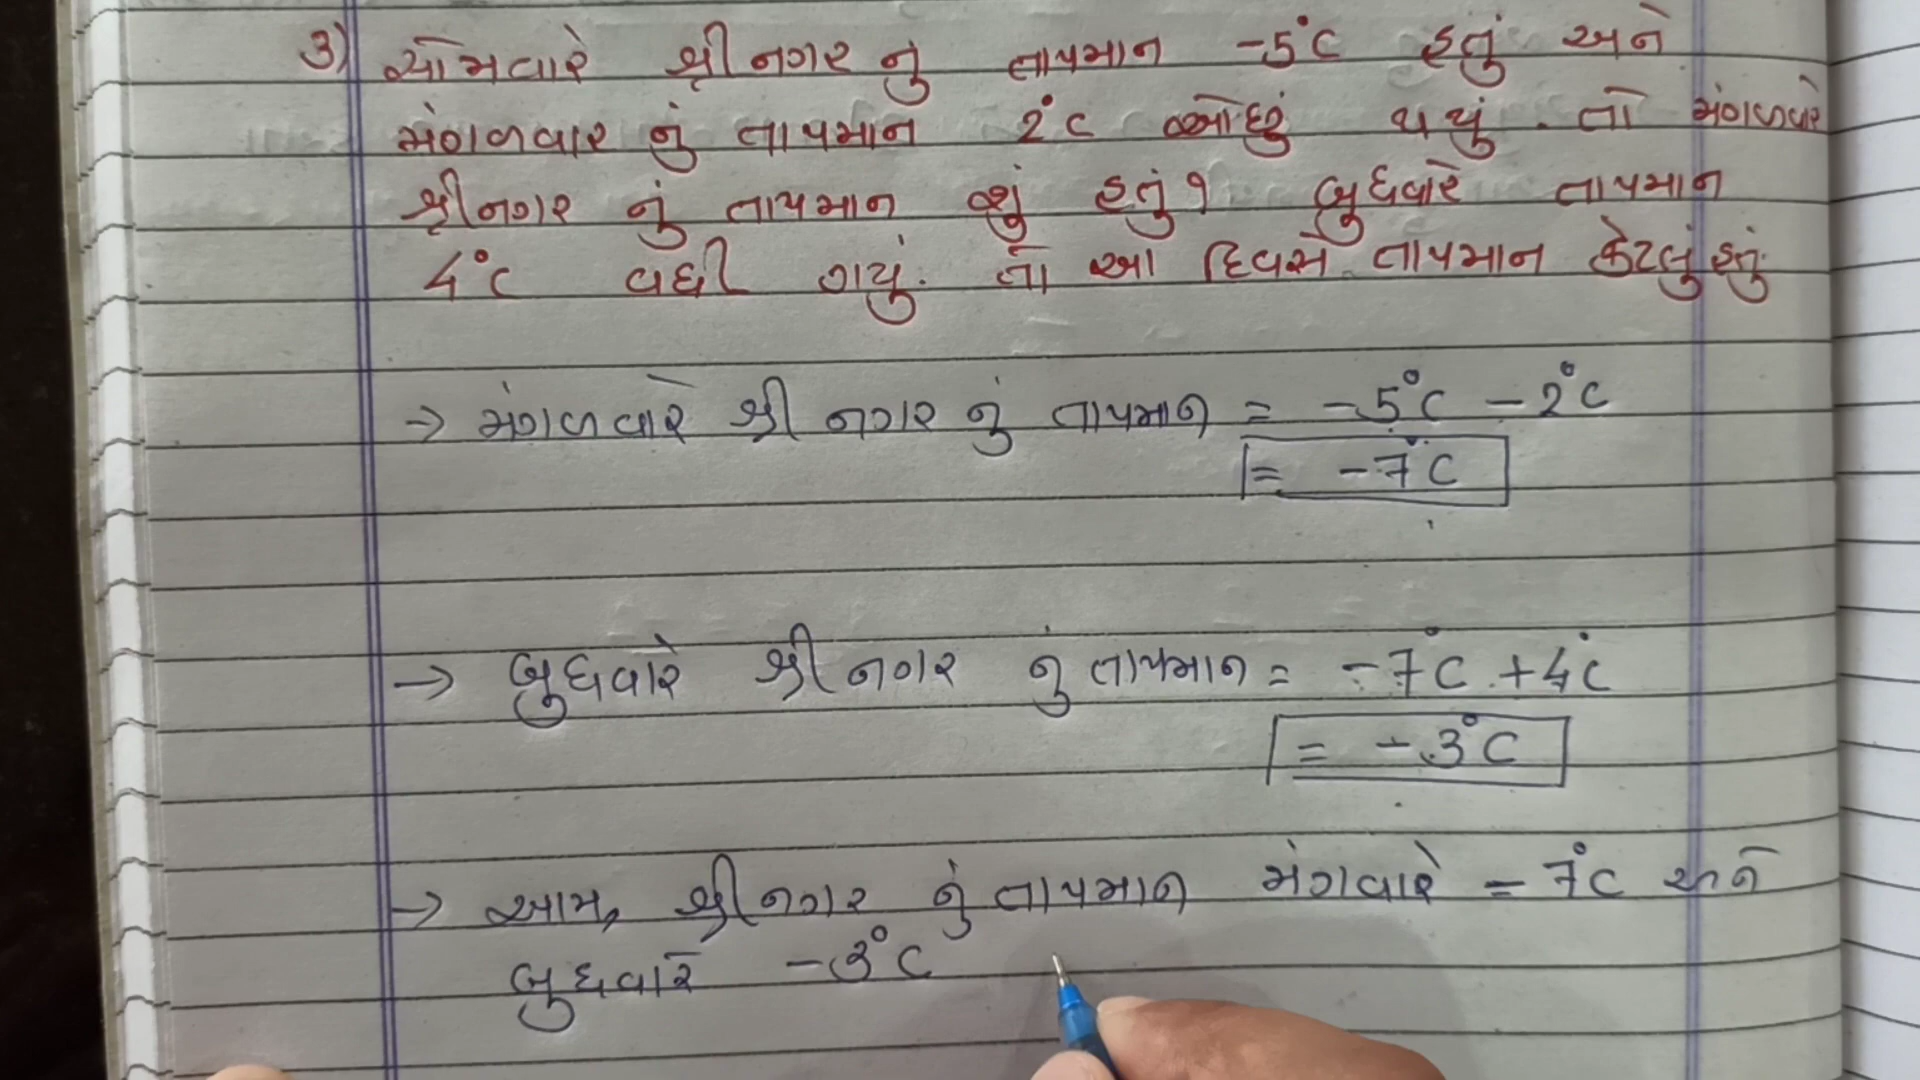 3) સોમવારે શ્રીનગર નું તાપમાન -5°C હતું અને
મંગળવાર નું તાપમાન 2°C ઓછું થયું. તો મંગળવારે
શ્રીનગર નું તાપમાન શું હતું? બુધવારે તાપમાન
4°C વધી ગયું. તો આ દિવસે તાપમાન કેટલું હતું.
→ મંગળવારે શ્રીનગર નું તાપમાન = -5°C - 2°C
= -7°C
→ બુધવારે શ્રીનગર નું તાપમાન = -7°C + 4°C
= -3°C
→ આમ, શ્રીનગર નું તાપમાન મંગવારે -7°C અને
બુધવારે -3°C